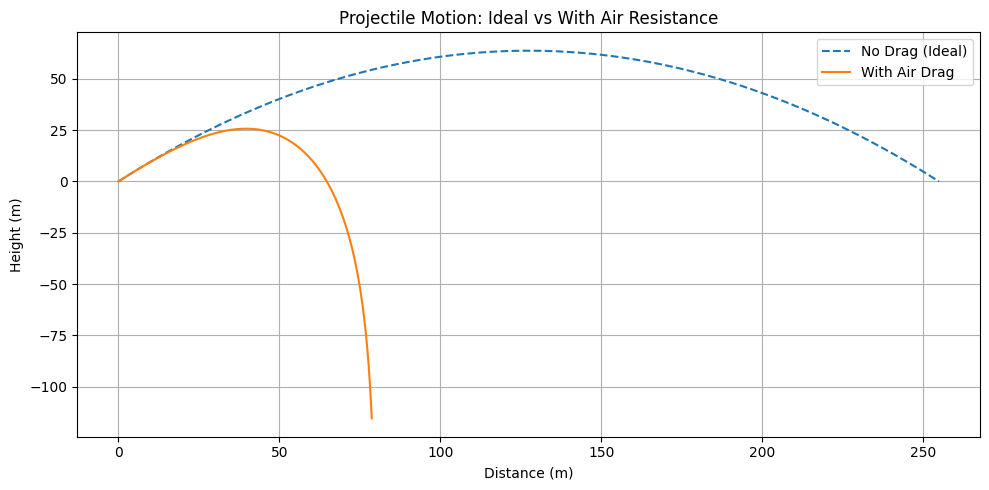 Projectile Motion: Ideal vs With Air Resistance
No Drag (Ideal)
With Air Drag
Height (m)
50
25
0
−25
−50
−75
−100
0 50 100 150 200 250
Distance (m)